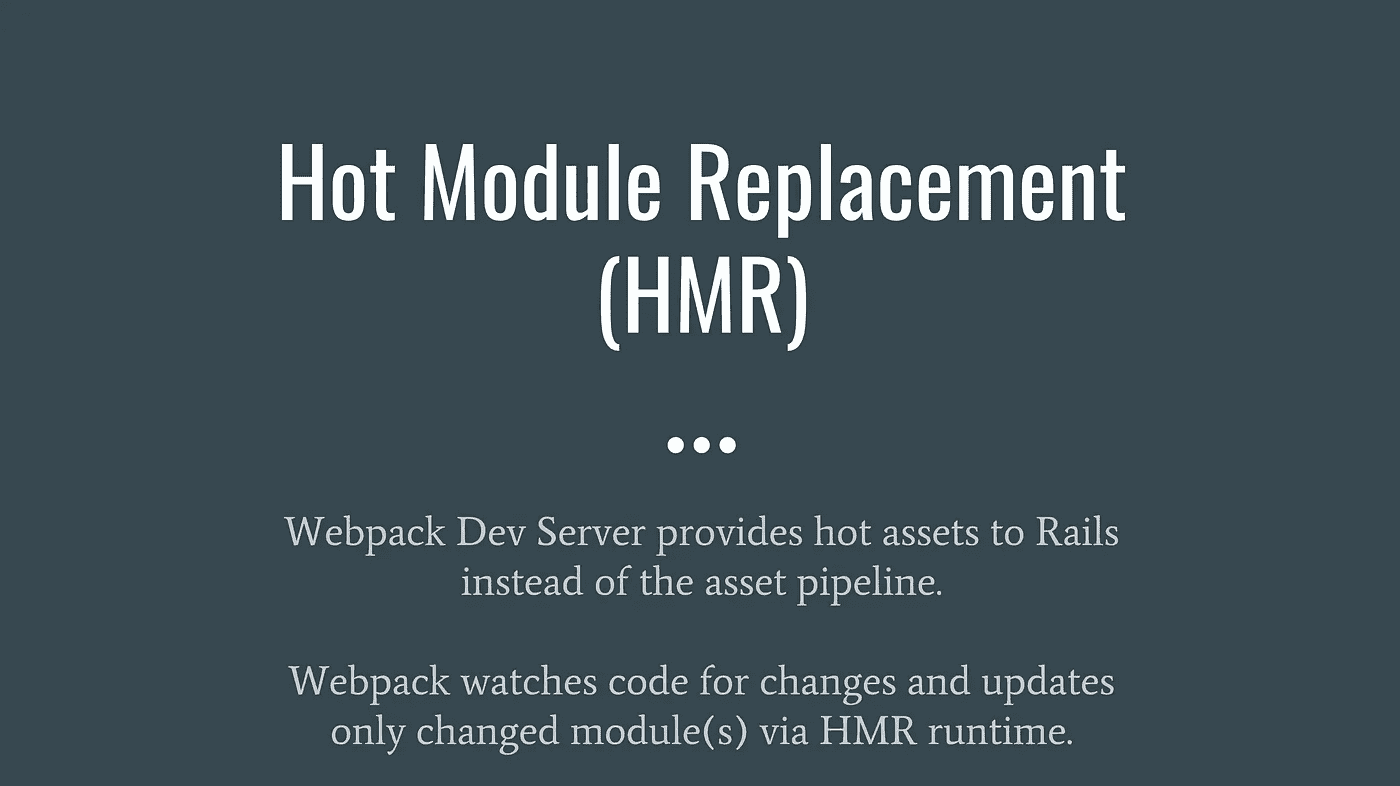 Hot Module Replacement
(HMR)
Webpack Dev Server provides hot assets to Rails
instead of the asset pipeline.
Webpack watches code for changes and updates
only changed module(s) via HMR runtime.